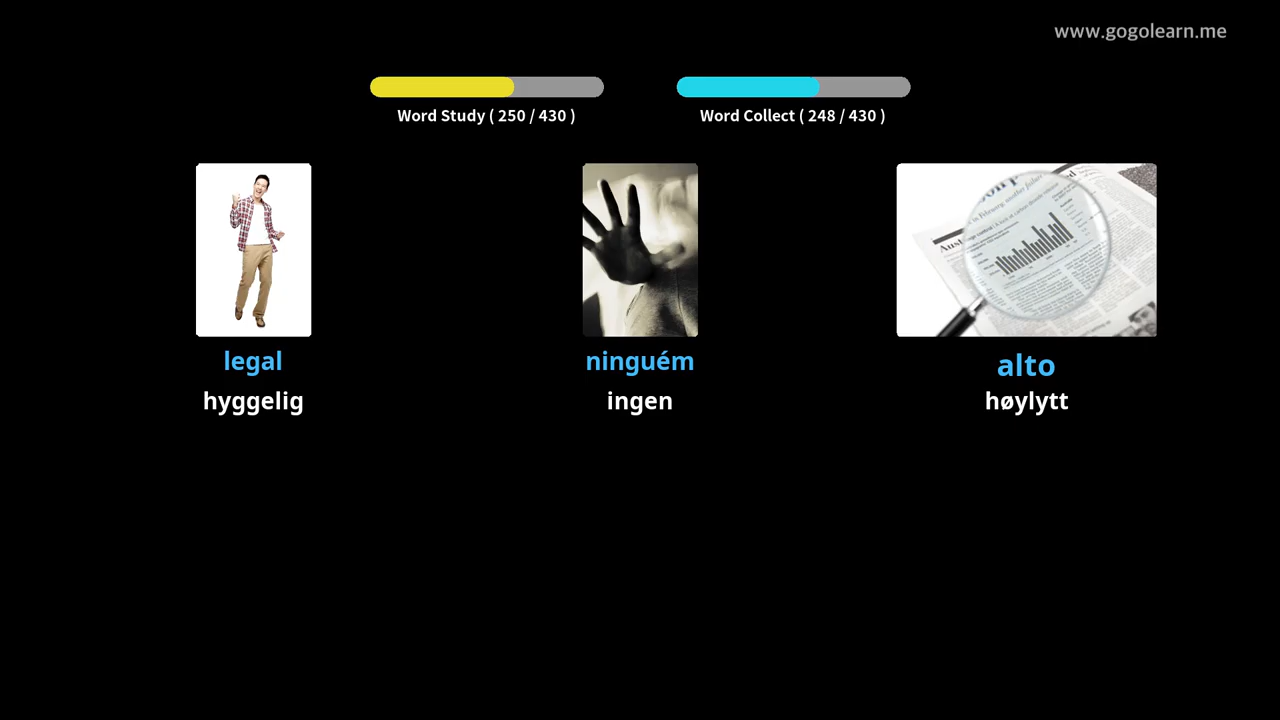 www.gogolearn.me
Word Study ( 250 / 430 )
Word Collect ( 248 / 430 )
legal
hyggelig
ninguém
ingen
alto
høylytt